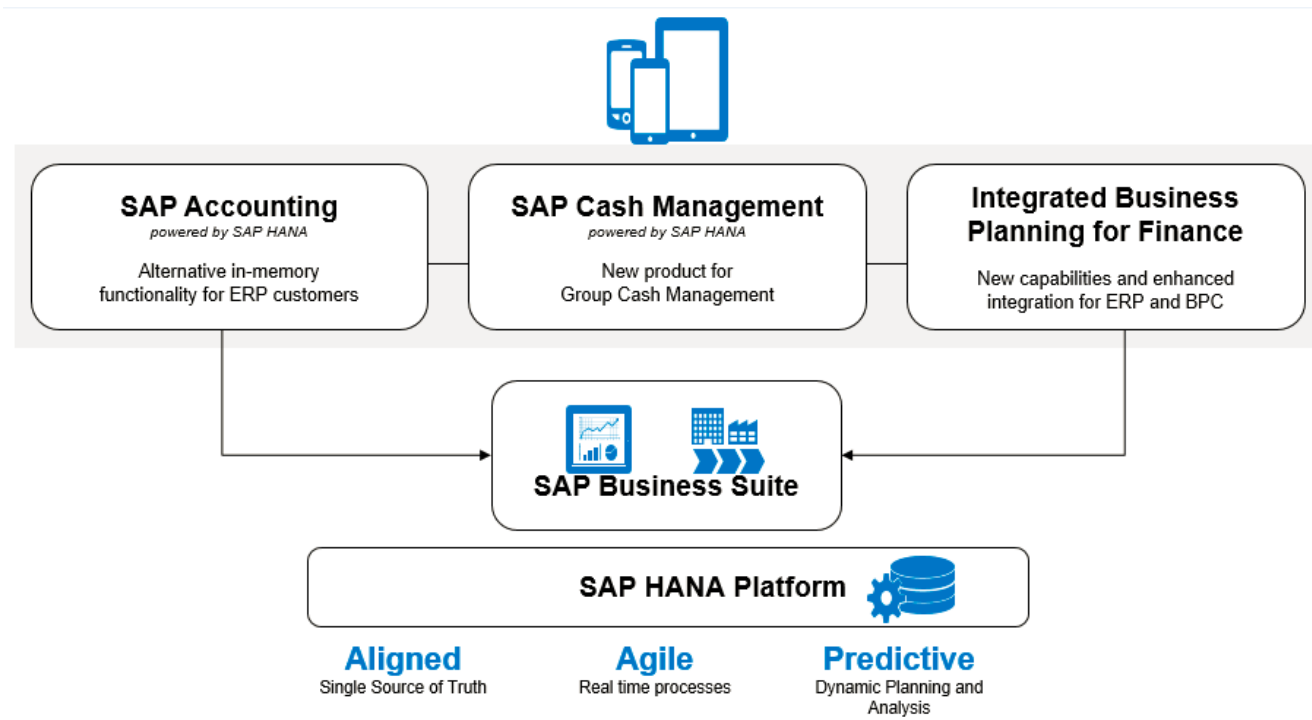 SAP Accounting
powered by SAP HANA
Alternative in-memory
functionality for ERP customers
SAP Cash Management
powered by SAP HANA
New product for
Group Cash Management
Integrated Business
Planning for Finance
New capabilities and enhanced
integration for ERP and BPC
SAP Business Suite
SAP HANA Platform
Aligned
Single Source of Truth
Agile
Real time processes
Predictive
Dynamic Planning and
Analysis